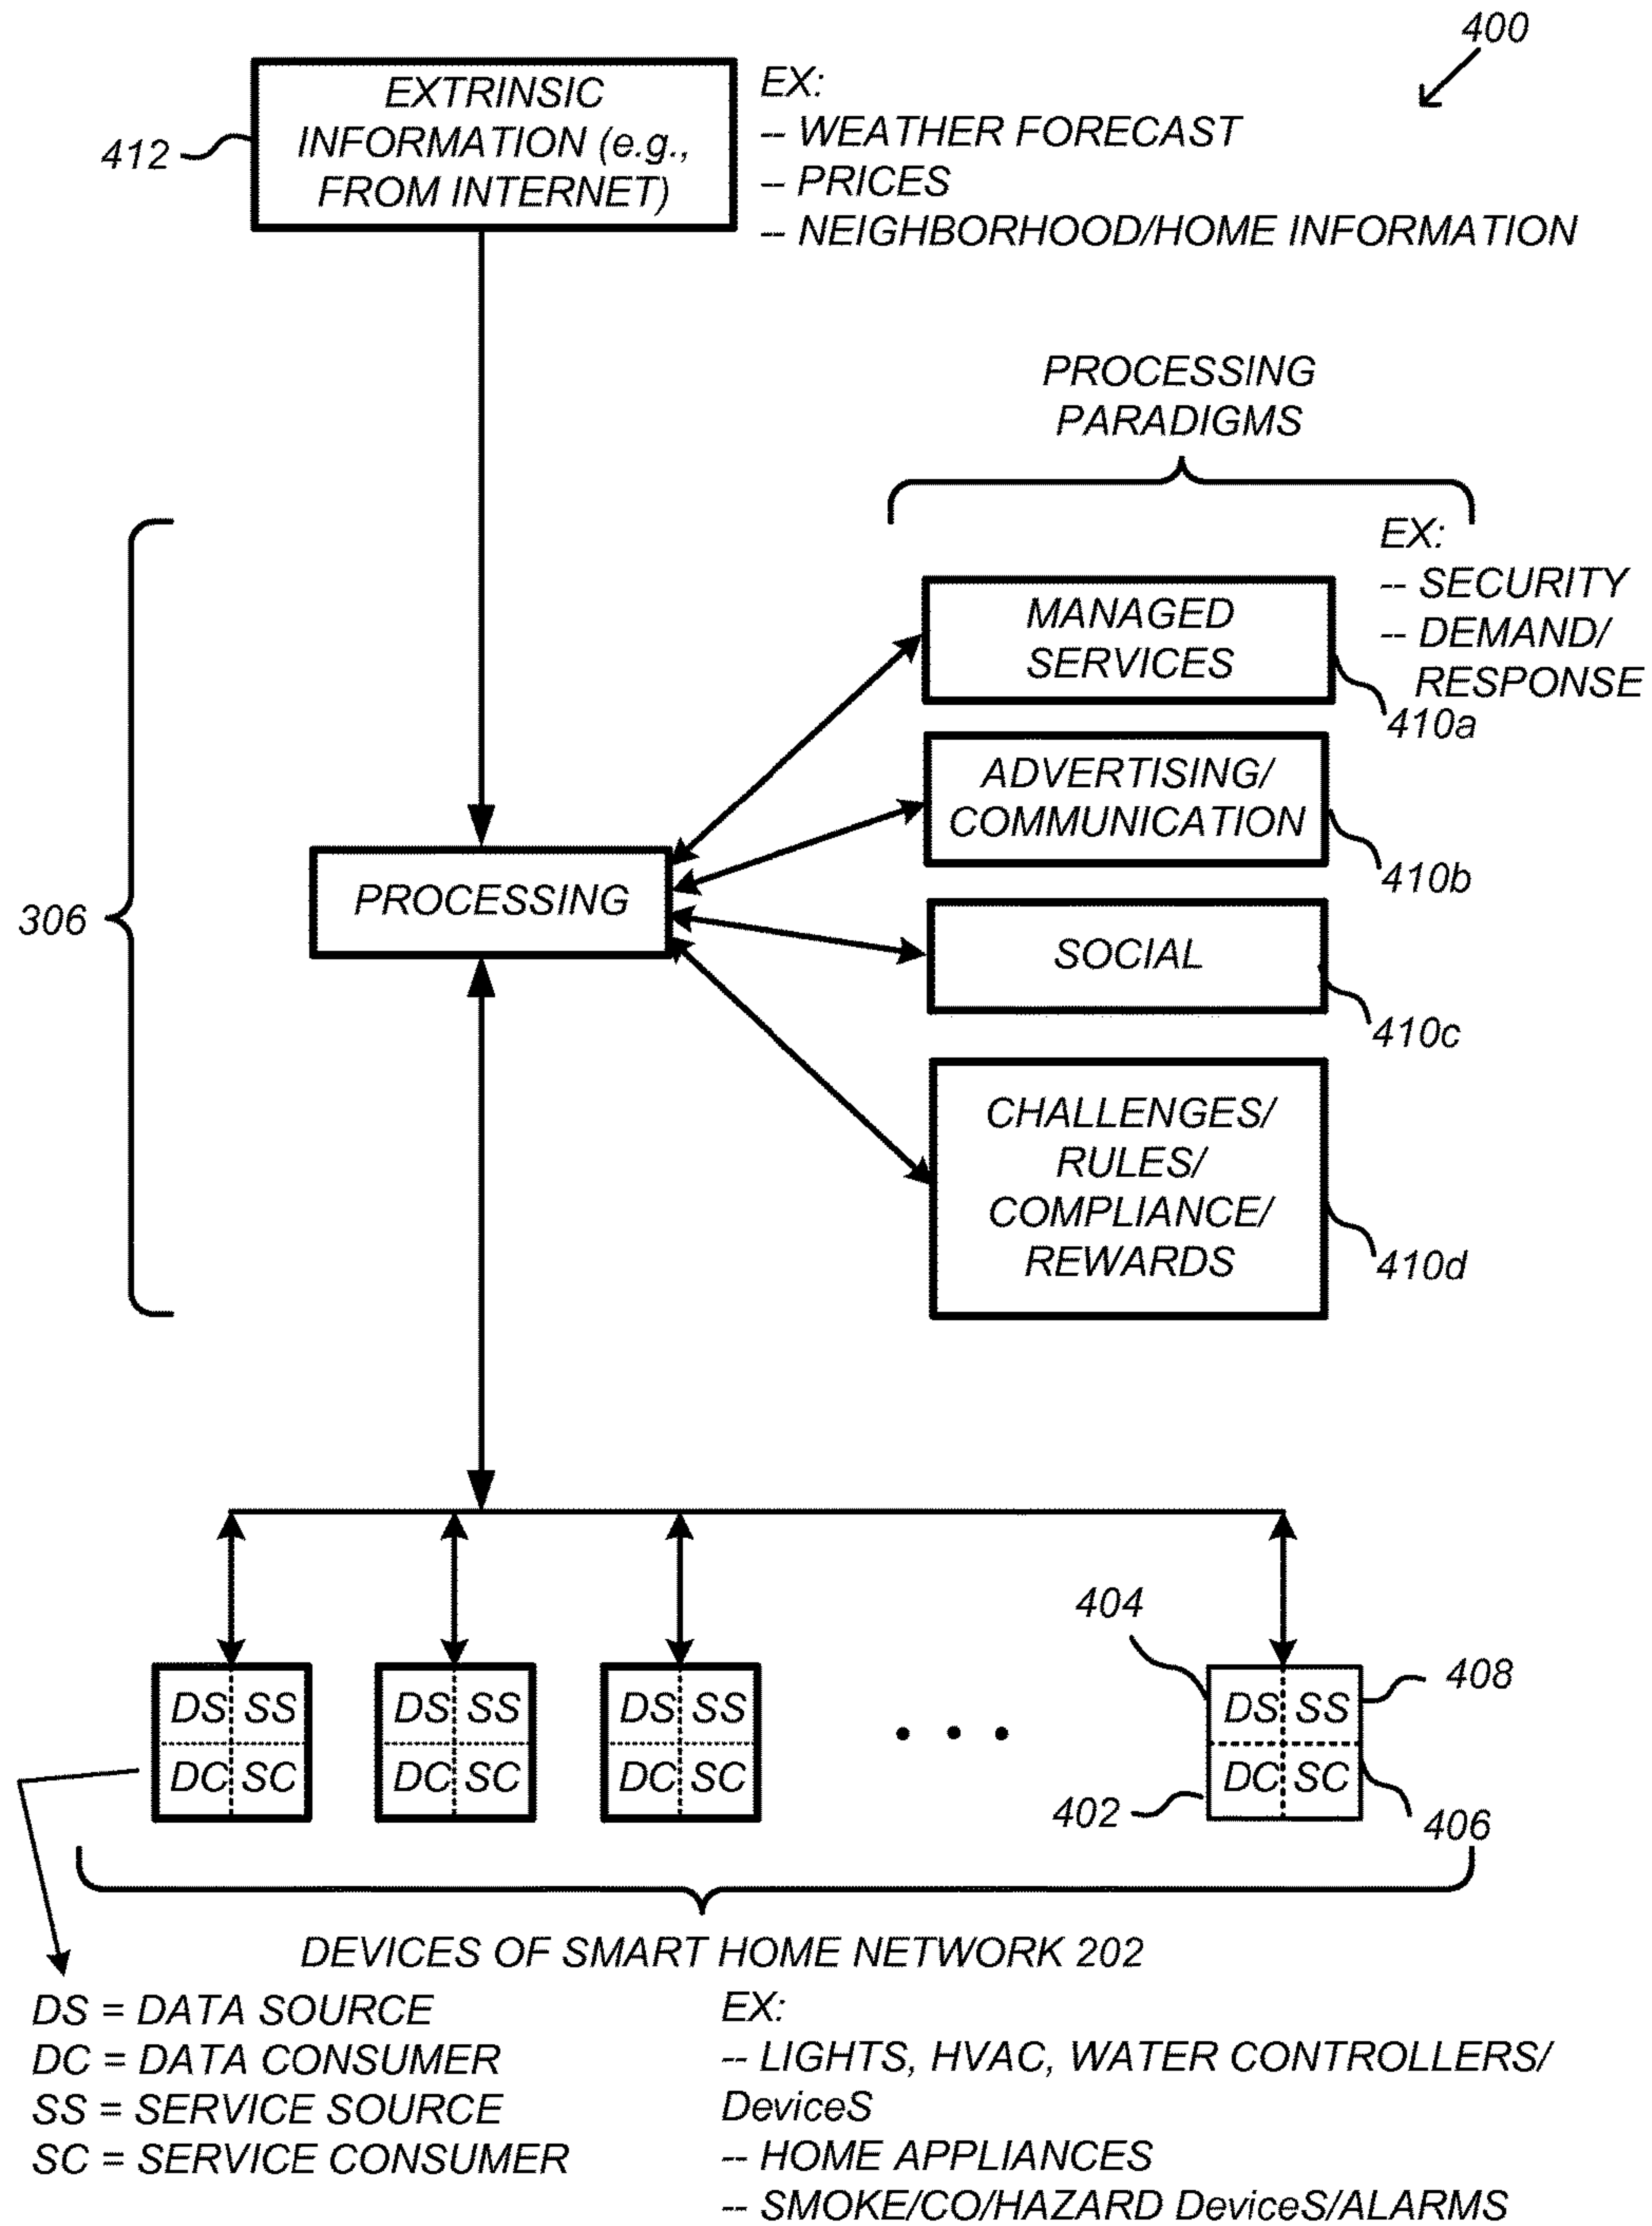 400
EXTRINSIC
INFORMATION (e.g.,
FROM INTERNET)
412
EX:
-- WEATHER FORECAST
-- PRICES
-- NEIGHBORHOOD/HOME INFORMATION
PROCESSING
PARADIGMS
EX:
-- SECURITY
-- DEMAND/
RESPONSE
MANAGED
SERVICES
410a
ADVERTISING/
COMMUNICATION
410b
306
PROCESSING
SOCIAL
410c
CHALLENGES/
RULES/
COMPLIANCE/
REWARDS
410d
404
408
DS SS
DC SC
DS SS
DC SC
DS SS
DC SC
DS SS
DC SC
402
406
DEVICES OF SMART HOME NETWORK 202
DS = DATA SOURCE
DC = DATA CONSUMER
SS = SERVICE SOURCE
SC = SERVICE CONSUMER
EX:
-- LIGHTS, HVAC, WATER CONTROLLERS/
DeviceS
-- HOME APPLIANCES
-- SMOKE/CO/HAZARD DeviceS/ALARMS